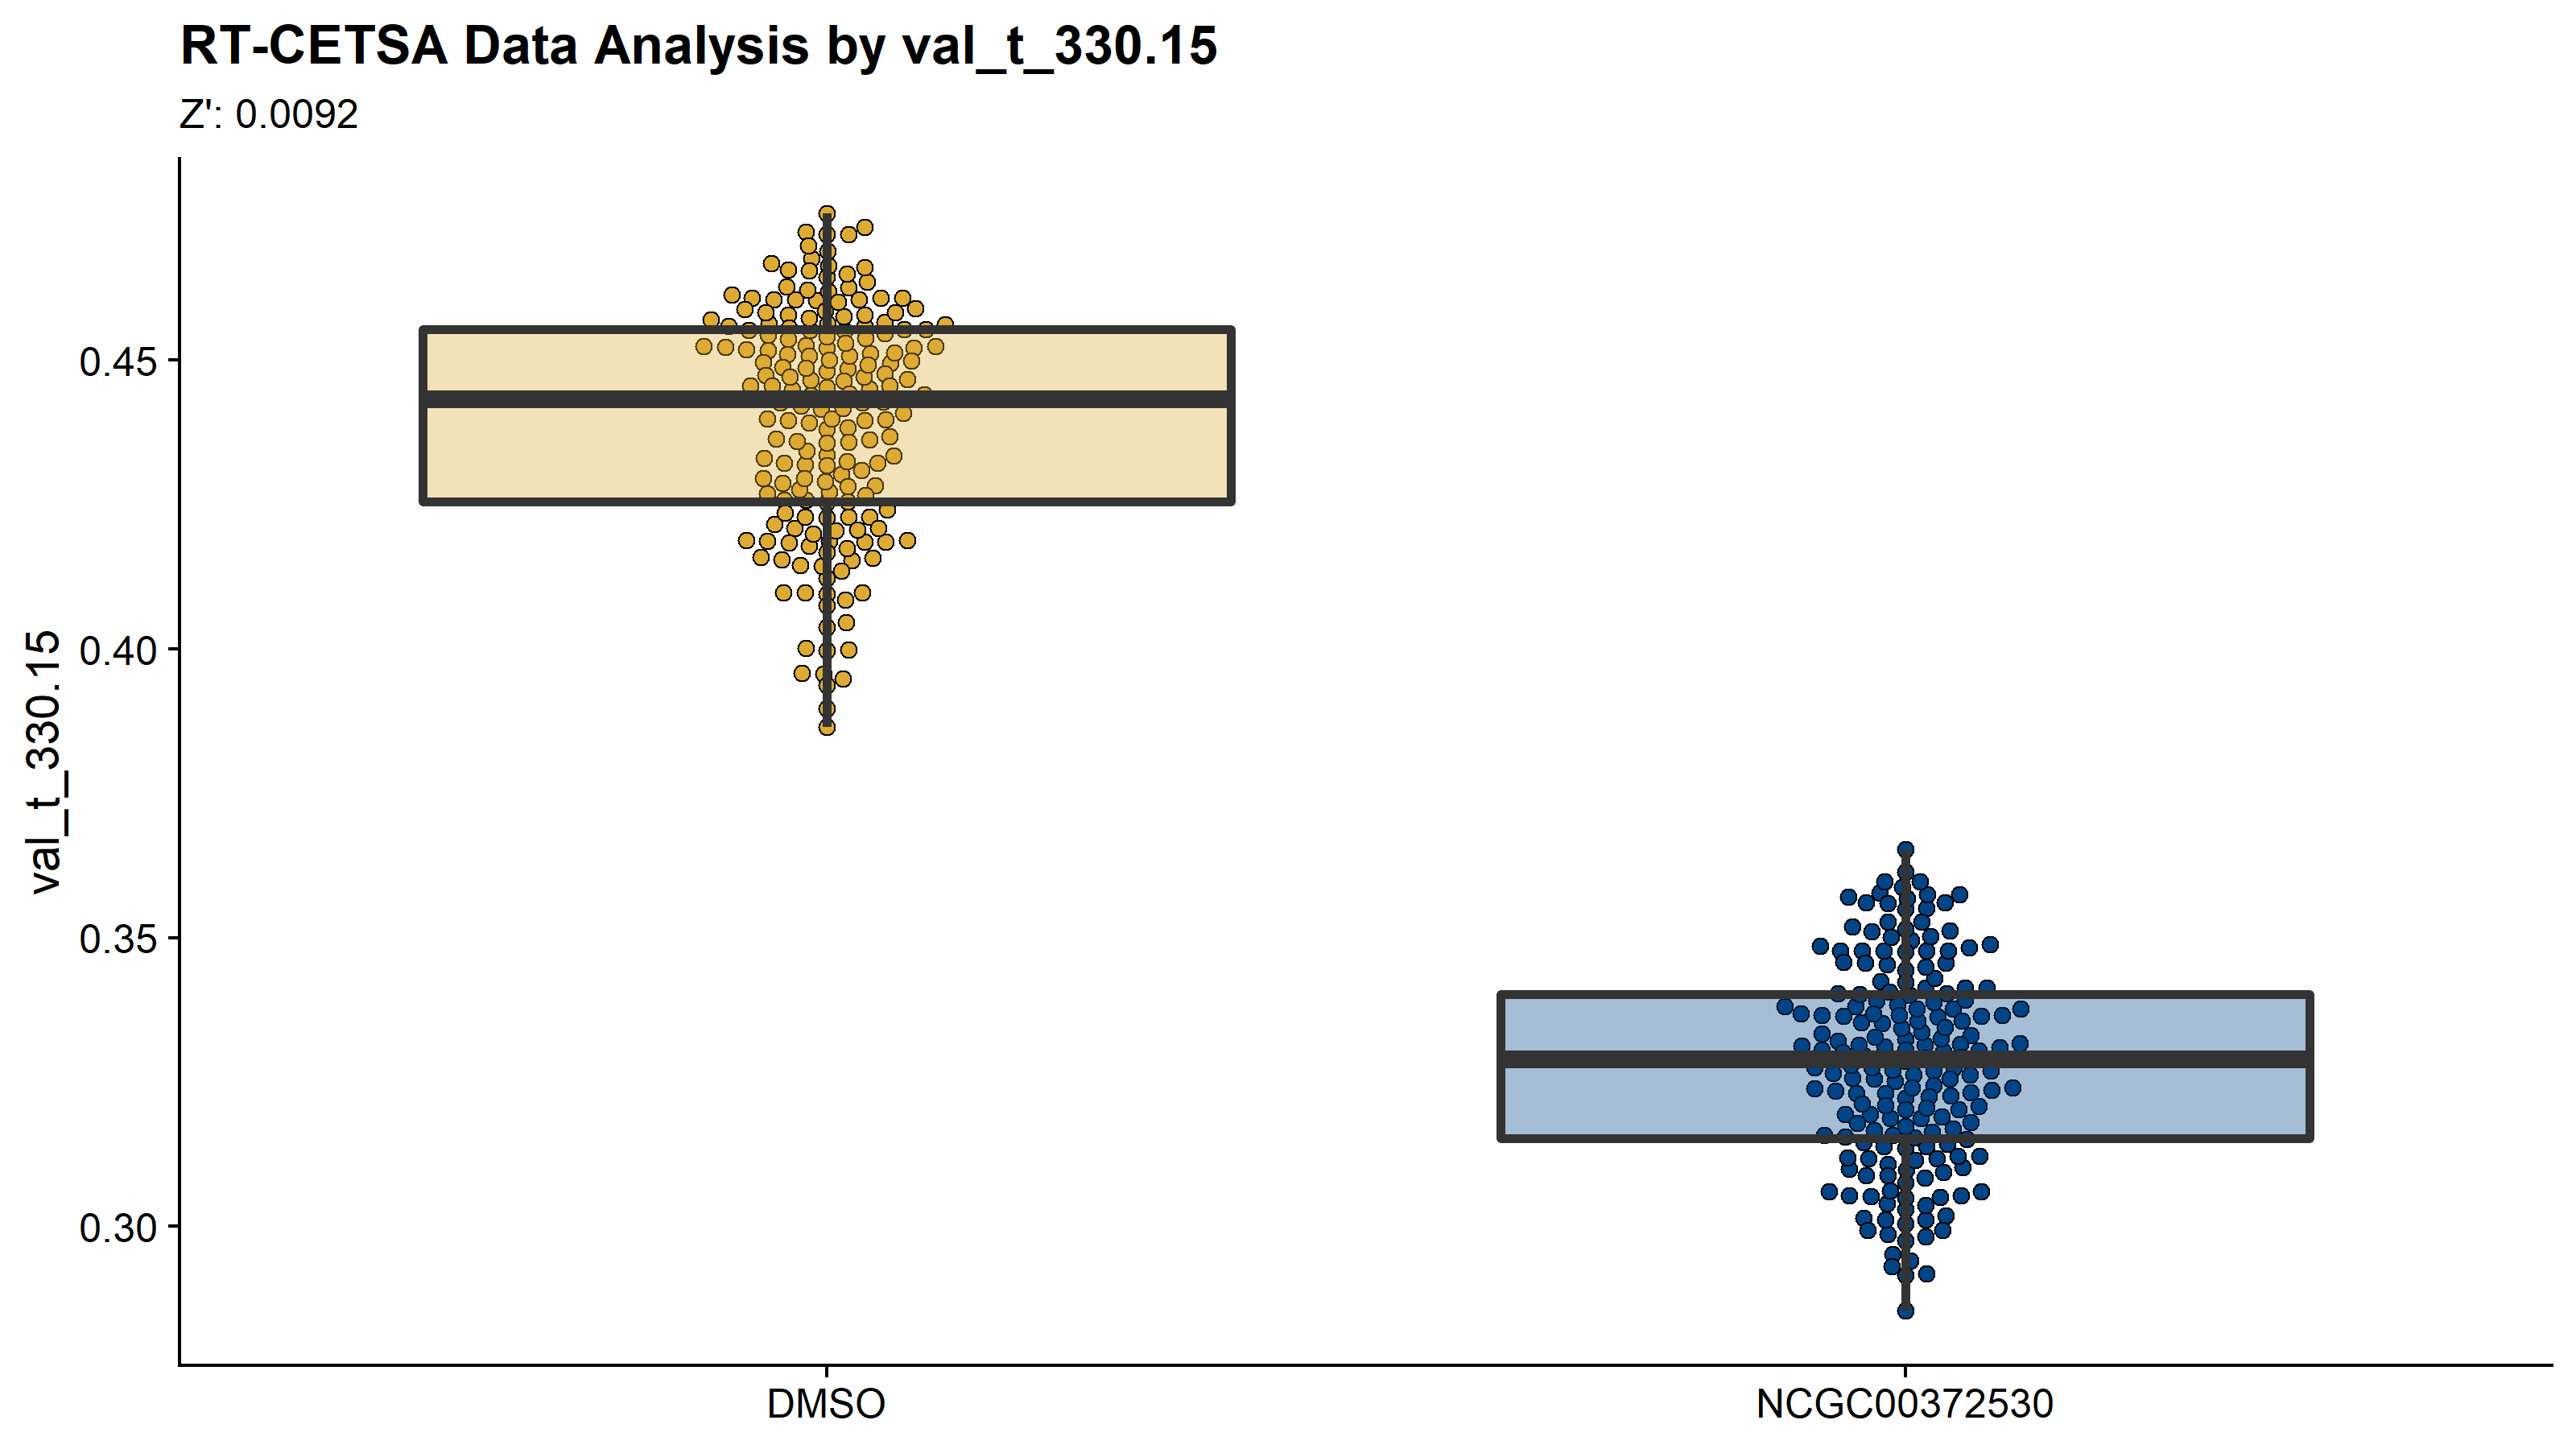 RT-CETSA Data Analysis by val_t_330.15
Z': 0.0092
val_t_330.15
0.45
0.40
0.35
0.30
DMSO
NCGC00372530